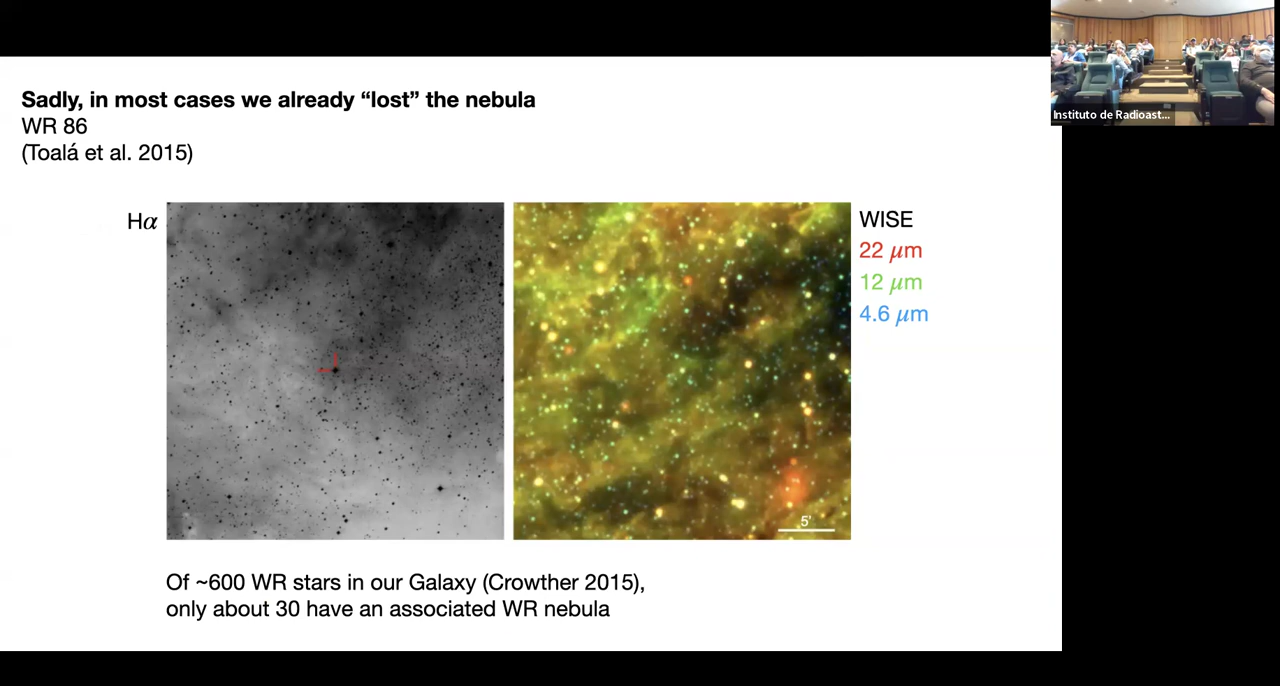 Sadly, in most cases we already “lost” the nebula
WR 86
(Toalá et al. 2015)
Hα
WISE
22 μm
12 μm
4.6 μm
5'
Of ~600 WR stars in our Galaxy (Crowther 2015),
only about 30 have an associated WR nebula
Instituto de Radioast...